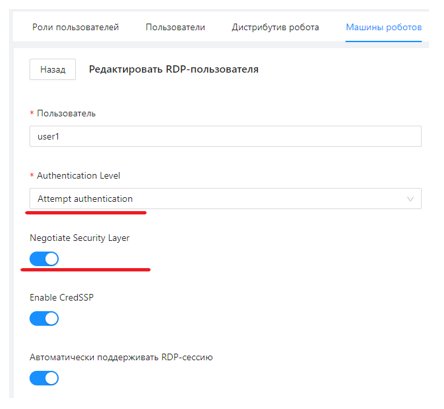 Роли пользователей Пользователи Дистрибутив робота Машины роботов
Назад Редактировать RDP-пользователя
* Пользователь
user1
* Authentication Level
Attempt authentication
Negotiate Security Layer
Enable CredSSP
Автоматически поддерживать RDP-сессию